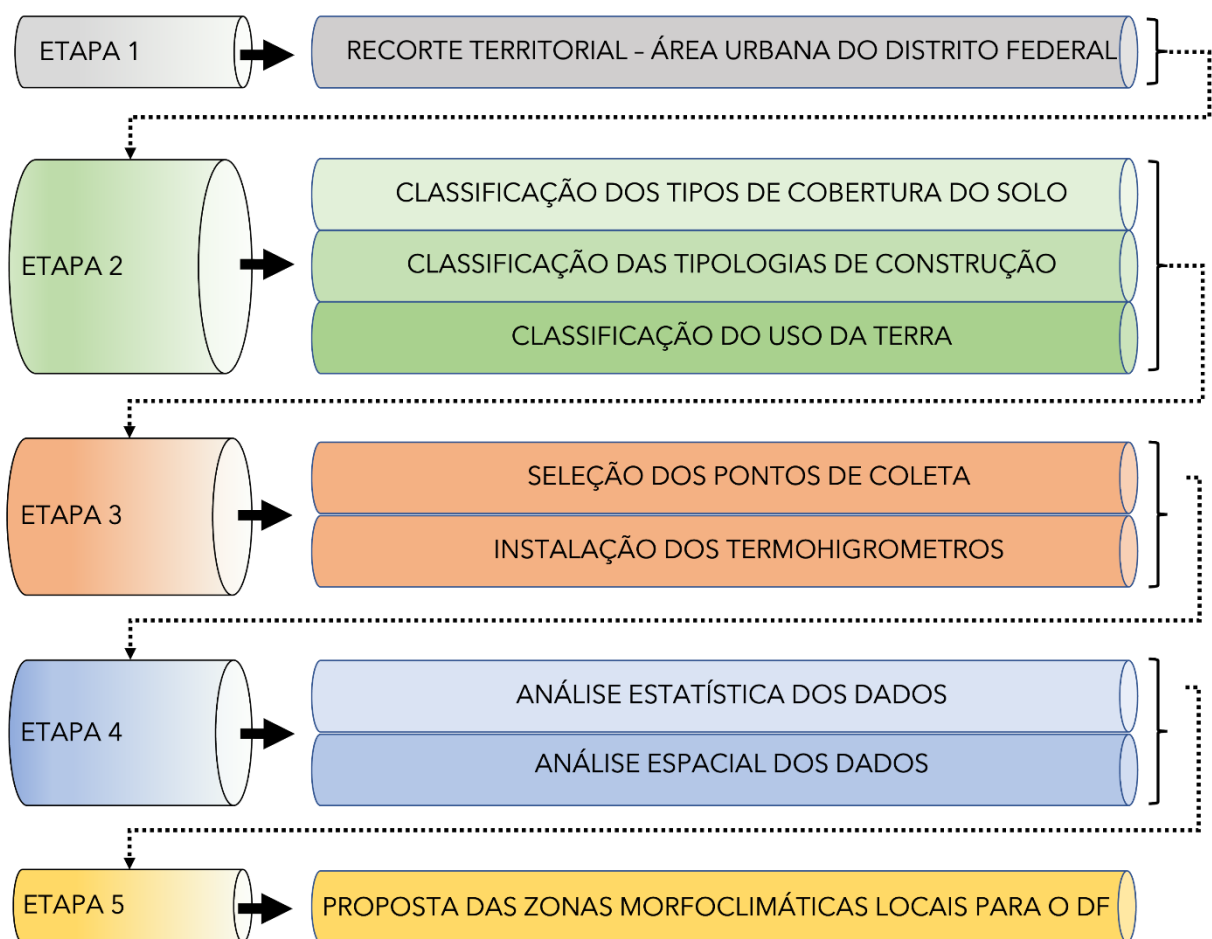 ETAPA 1
RECORTE TERRITORIAL – ÁREA URBANA DO DISTRITO FEDERAL
ETAPA 2
CLASSIFICAÇÃO DOS TIPOS DE COBERTURA DO SOLO
CLASSIFICAÇÃO DAS TIPOLOGIAS DE CONSTRUÇÃO
CLASSIFICAÇÃO DO USO DA TERRA
ETAPA 3
SELEÇÃO DOS PONTOS DE COLETA
INSTALAÇÃO DOS TERMOHIGROMETROS
ETAPA 4
ANÁLISE ESTATÍSTICA DOS DADOS
ANÁLISE ESPACIAL DOS DADOS
ETAPA 5
PROPOSTA DAS ZONAS MORFOCLIMÁTICAS LOCAIS PARA O DF